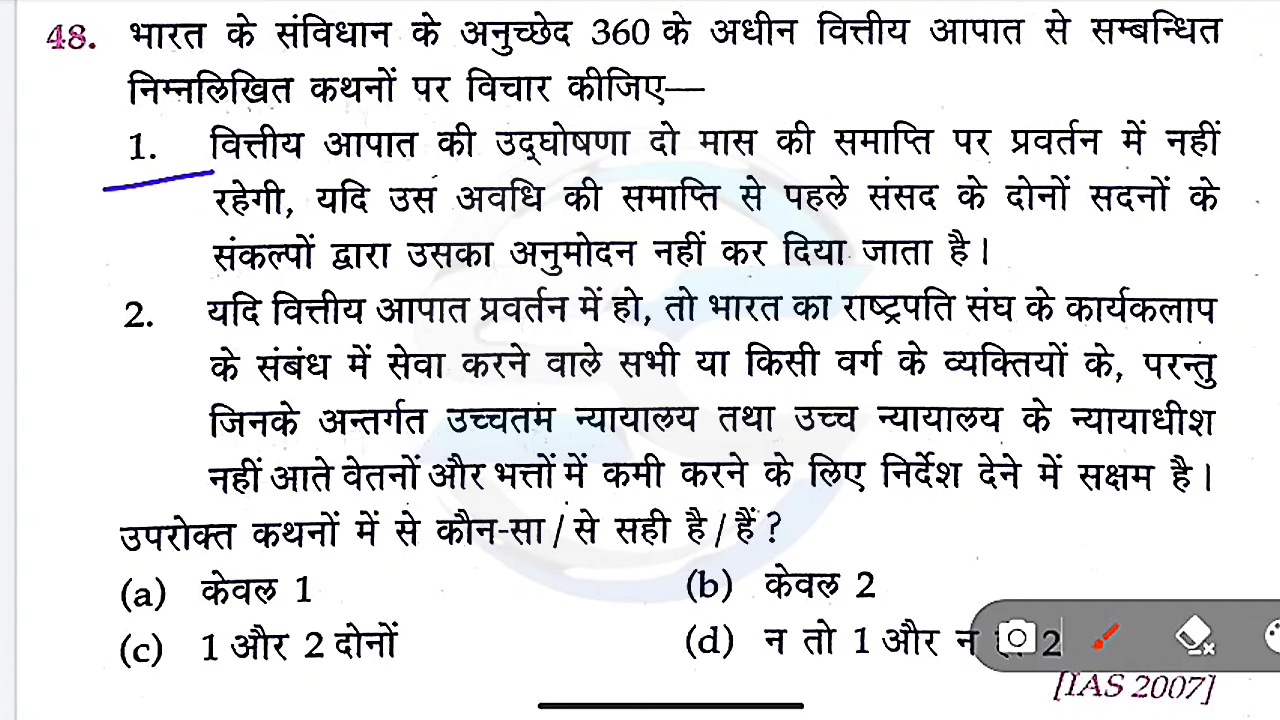 48. भारत के संविधान के अनुच्छेद 360 के अधीन वित्तीय आपात से सम्बन्धित
निम्नलिखित कथनों पर विचार कीजिए—
1. वित्तीय आपात की उद्घोषणा दो मास की समाप्ति पर प्रवर्तन में नहीं
रहेगी, यदि उस अवधि की समाप्ति से पहले संसद के दोनों सदनों के
संकल्पों द्वारा उसका अनुमोदन नहीं कर दिया जाता है।
2. यदि वित्तीय आपात प्रवर्तन में हो, तो भारत का राष्ट्रपति संघ के कार्यकलाप
के संबंध में सेवा करने वाले सभी या किसी वर्ग के व्यक्तियों के, परन्तु
जिनके अन्तर्गत उच्चतम न्यायालय तथा उच्च न्यायालय के न्यायाधीश
नहीं आते वेतनों और भत्तों में कमी करने के लिए निर्देश देने में सक्षम है।
उपरोक्त कथनों में से कौन-सा/से सही है/हैं?
(a) केवल 1 (b) केवल 2
(c) 1 और 2 दोनों (d) न तो 1 और न 2
[IAS 2007]